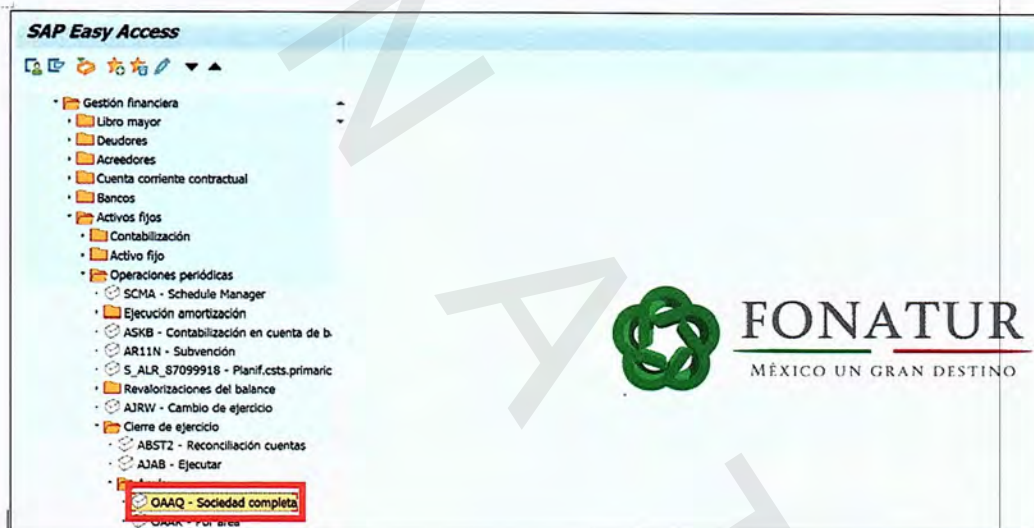 SAP Easy Access
Gestión financiera
Libro mayor
Deudores
Acreedores
Cuenta corriente contractual
Bancos
Activos fijos
Contabilización
Activo fijo
Operaciones periódicas
SCMA - Schedule Manager
Ejecución amortización
ASKB - Contabilización en cuenta de b
AR11N - Subvención
S_ALR_87099918 - Planif.csts.primaric
Revalorizaciones del balance
AJRW - Cambio de ejercicio
Cierre de ejercicio
ABST2 - Reconciliación cuentas
AJAB - Ejecutar
OAAQ - Sociedad completa
FONATUR
MÉXICO UN GRAN DESTINO